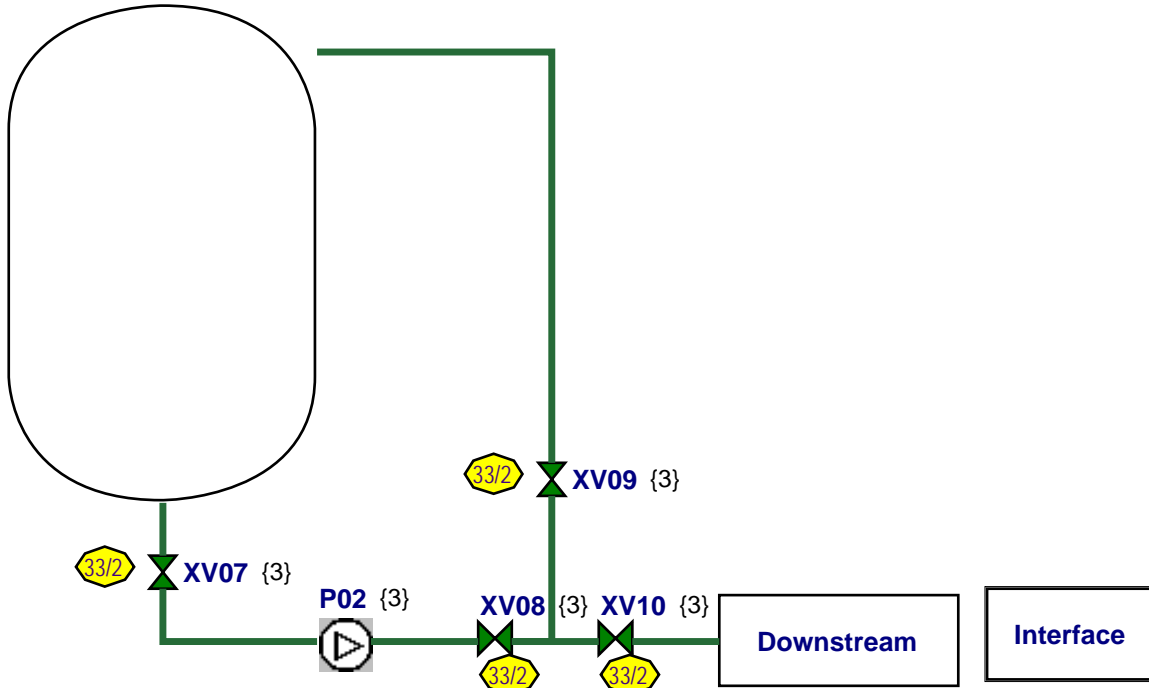 33/2 XV09 {3}
33/2 XV07 {3}
P02 {3}
XV08 {3} XV10 {3}
Downstream
Interface
33/2 33/2